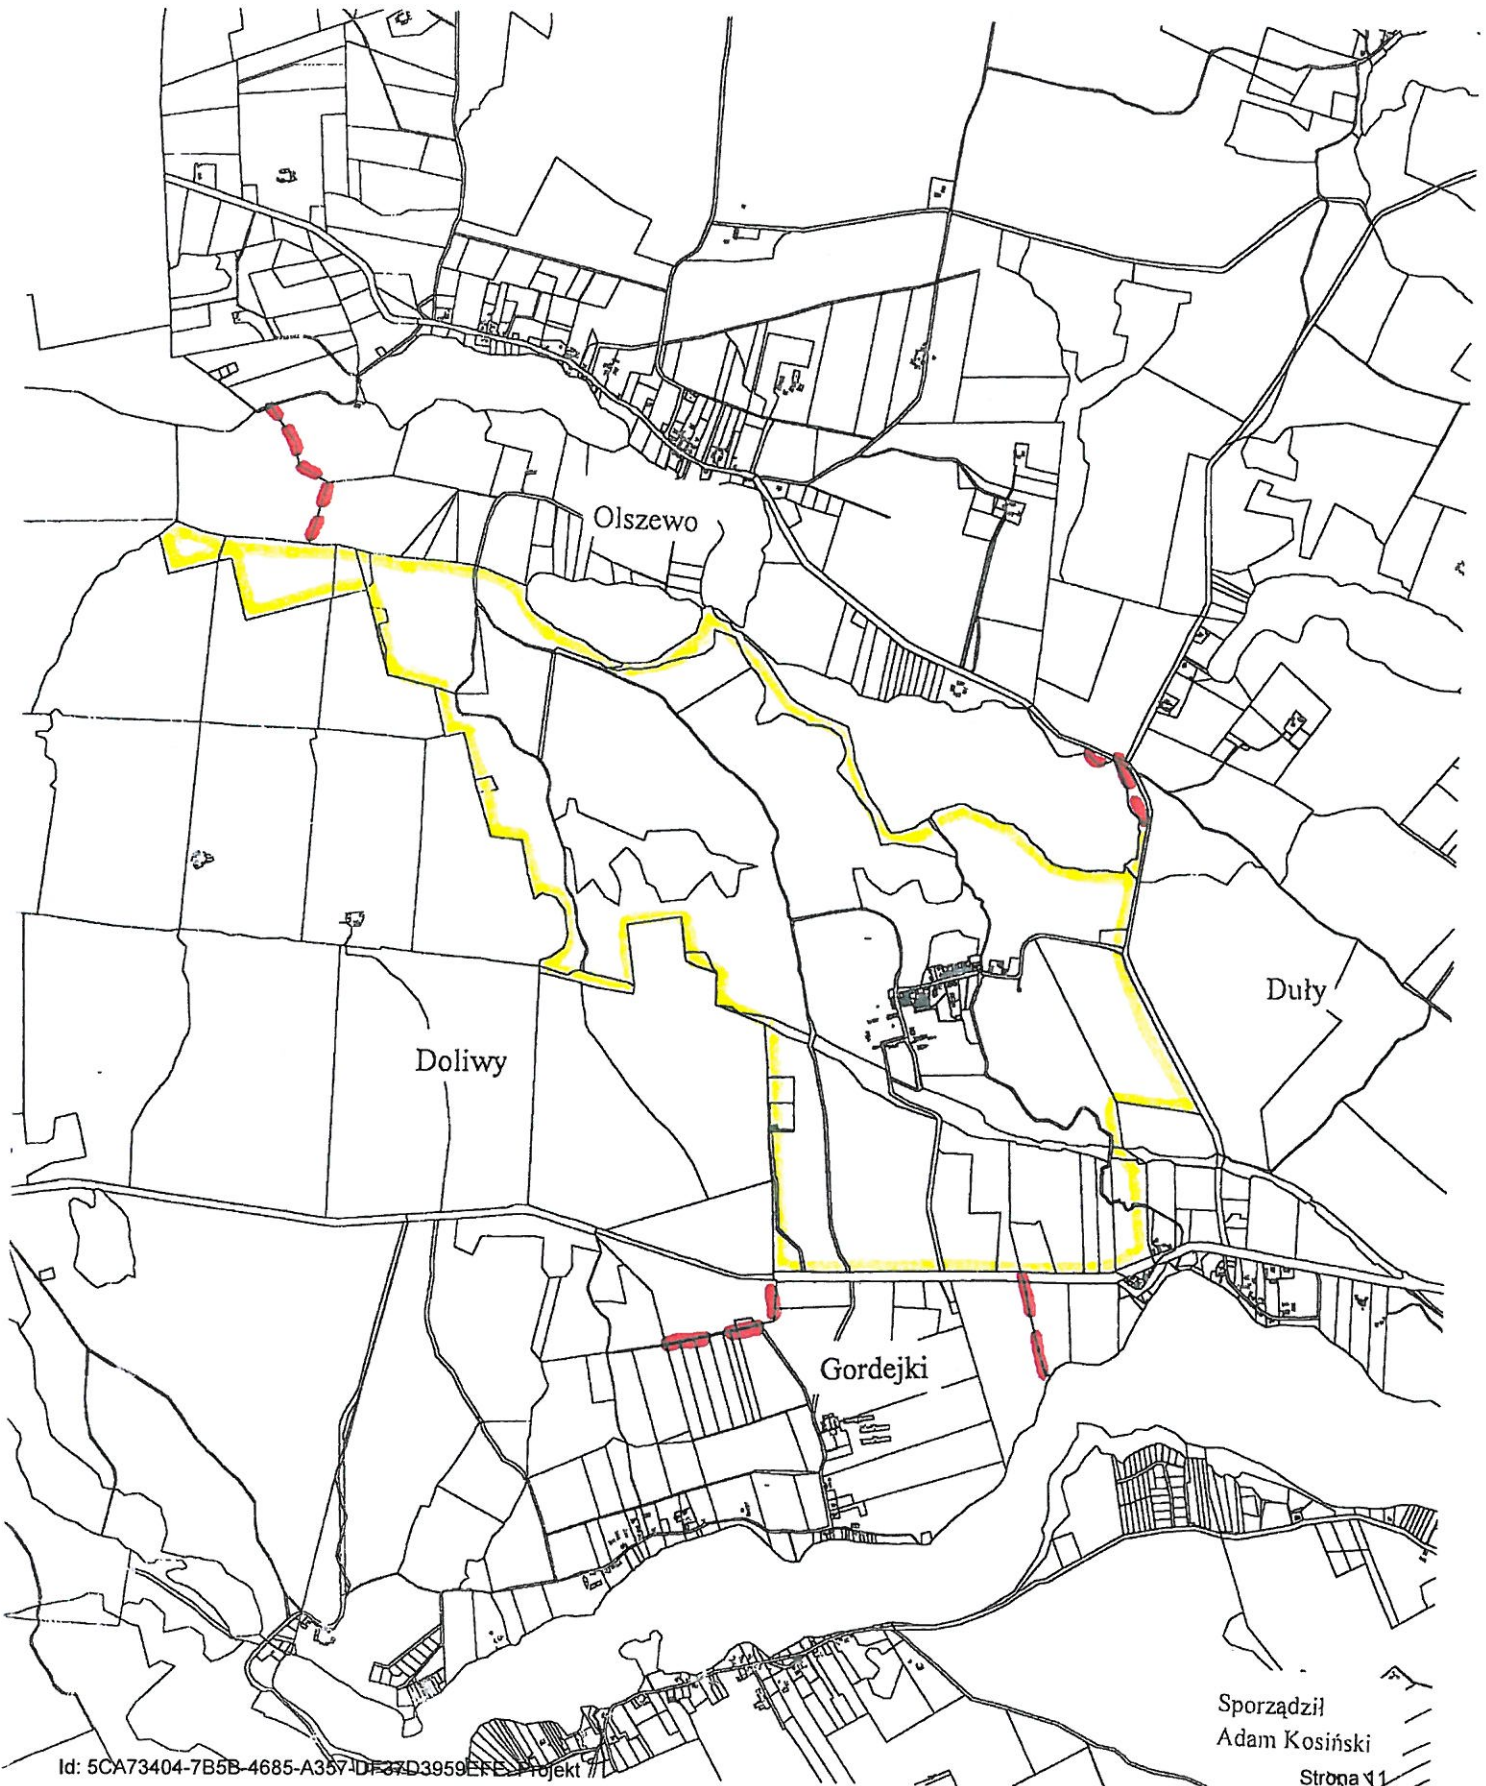 Olszewo
Duły
Doliwy
Gordejki
Sporządził
Adam Kosiński
Id: 5CA73404-7B5B-4685-A357-DF37D3959EFE. Projekt
Strona 11